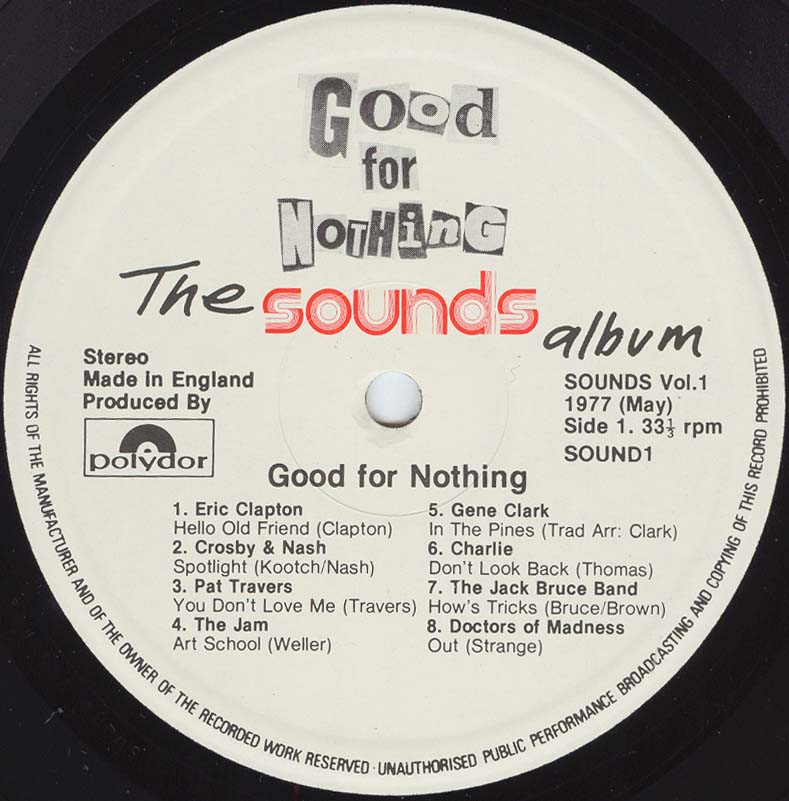 Good
for
Nothing
The sounds album
Stereo
Made in England
Produced By
polydor
SOUNDS Vol.1
1977 (May)
Side 1. 33⅓ rpm
SOUND1
Good for Nothing
1. Eric Clapton
Hello Old Friend (Clapton)
2. Crosby & Nash
Spotlight (Kootch/Nash)
3. Pat Travers
You Don't Love Me (Travers)
4. The Jam
Art School (Weller)
5. Gene Clark
In The Pines (Trad Arr: Clark)
6. Charlie
Don't Look Back (Thomas)
7. The Jack Bruce Band
How's Tricks (Bruce/Brown)
8. Doctors of Madness
Out (Strange)
ALL RIGHTS OF THE MANUFACTURER AND OF THE OWNER OF THE RECORDED WORK RESERVED · UNAUTHORISED PUBLIC PERFORMANCE BROADCASTING AND COPYING OF THIS RECORD PROHIBITED